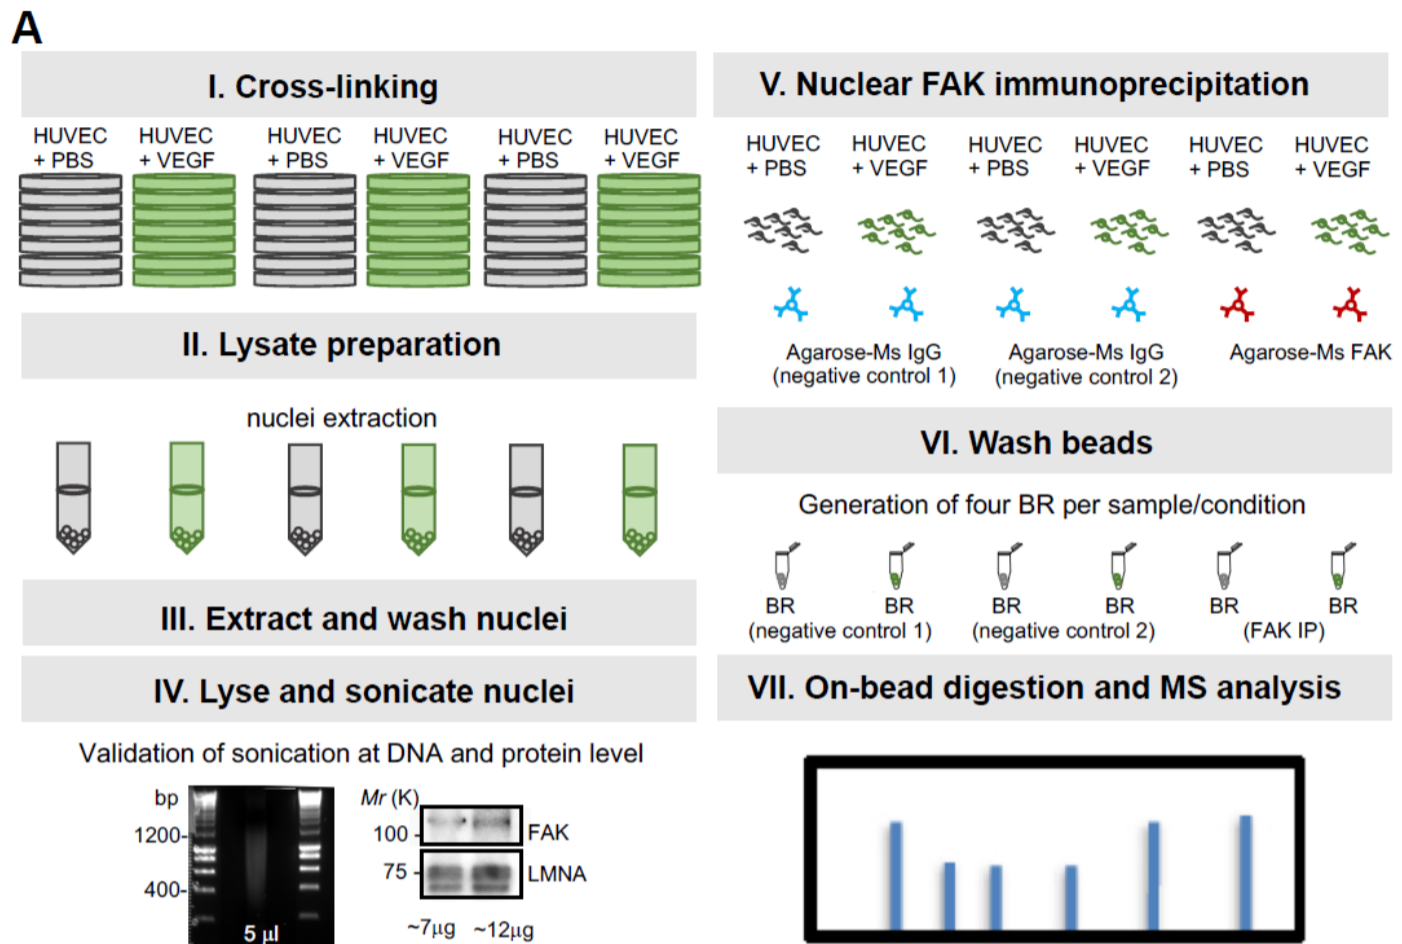 A
I. Cross-linking
HUVEC HUVEC HUVEC HUVEC HUVEC HUVEC
+ PBS + VEGF + PBS + VEGF + PBS + VEGF
II. Lysate preparation
nuclei extraction
III. Extract and wash nuclei
IV. Lyse and sonicate nuclei
Validation of sonication at DNA and protein level
bp
1200-
400-
5 µl
Mr (K)
100 - FAK
75 - LMNA
~7µg ~12µg
V. Nuclear FAK immunoprecipitation
HUVEC HUVEC HUVEC HUVEC HUVEC HUVEC
+ PBS + VEGF + PBS + VEGF + PBS + VEGF
Agarose-Ms IgG Agarose-Ms IgG Agarose-Ms FAK
(negative control 1) (negative control 2)
VI. Wash beads
Generation of four BR per sample/condition
BR BR BR BR BR BR
(negative control 1) (negative control 2) (FAK IP)
VII. On-bead digestion and MS analysis